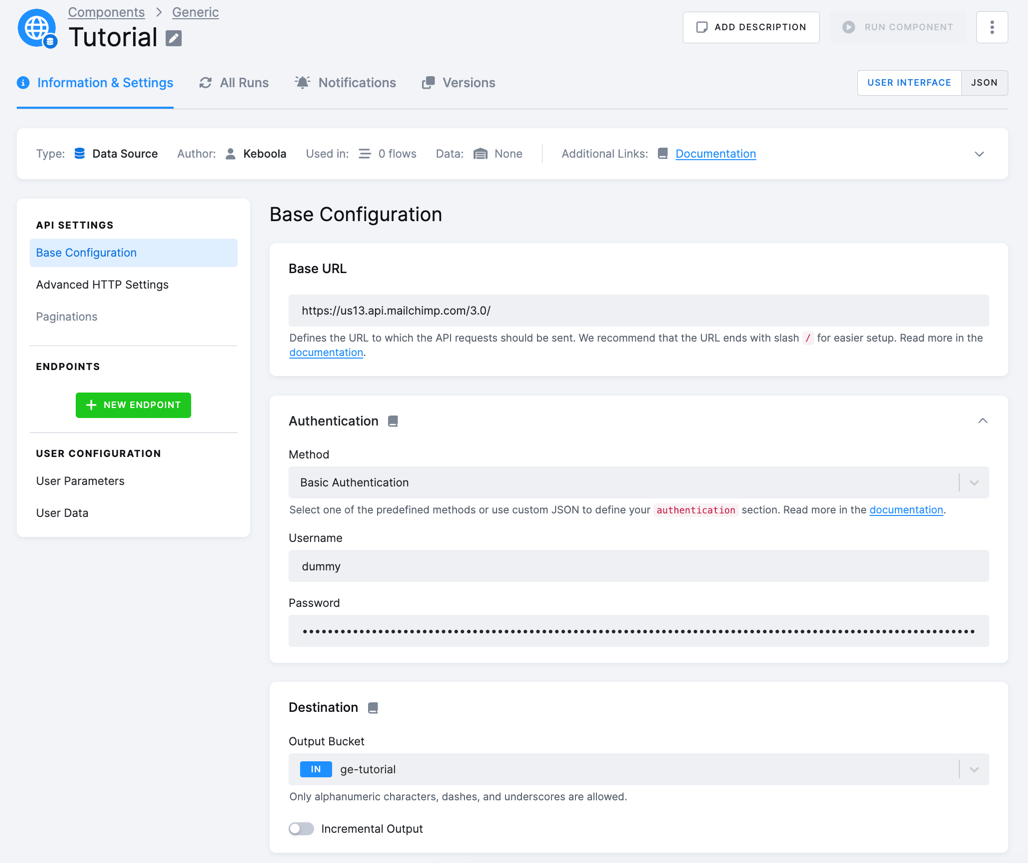 Components > Generic
Tutorial
ADD DESCRIPTION
RUN COMPONENT
Information & Settings
All Runs
Notifications
Versions
USER INTERFACE
JSON
Type: Data Source Author: Keboola Used in: 0 flows Data: None Additional Links: Documentation
API SETTINGS
Base Configuration
Advanced HTTP Settings
Paginations
ENDPOINTS
+ NEW ENDPOINT
USER CONFIGURATION
User Parameters
User Data
Base Configuration
Base URL
https://us13.api.mailchimp.com/3.0/
Defines the URL to which the API requests should be sent. We recommend that the URL ends with slash / for easier setup. Read more in the
documentation.
Authentication
Method
Basic Authentication
Select one of the predefined methods or use custom JSON to define your authentication section. Read more in the documentation.
Username
dummy
Password
Destination
Output Bucket
IN ge-tutorial
Only alphanumeric characters, dashes, and underscores are allowed.
Incremental Output